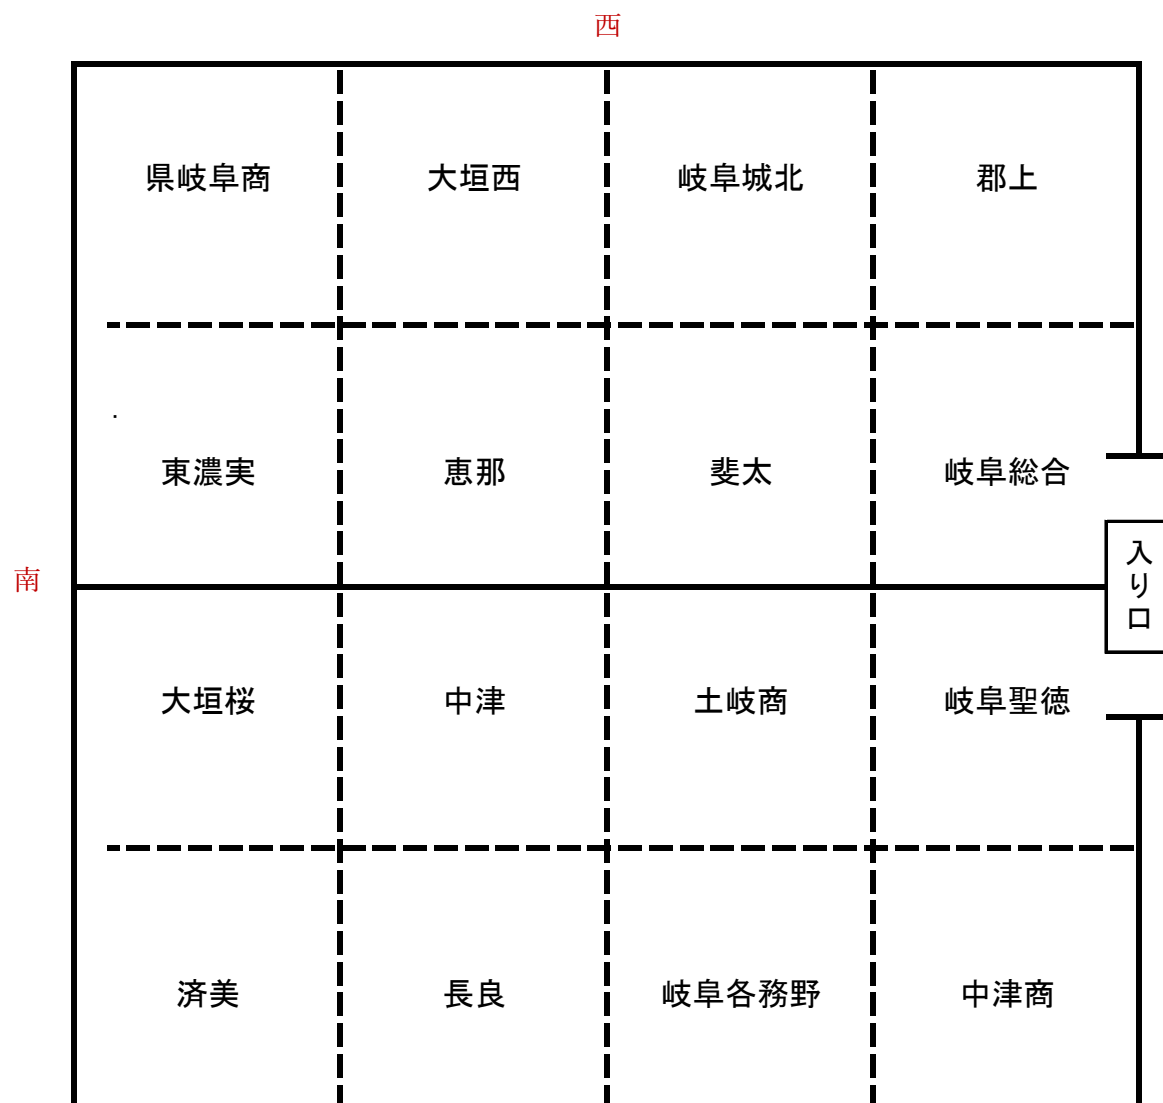 西
県岐阜商
大垣西
岐阜城北
郡上
東濃実
恵那
斐太
岐阜総合
南
入り口
大垣桜
中津
土岐商
岐阜聖徳
済美
長良
岐阜各務野
中津商